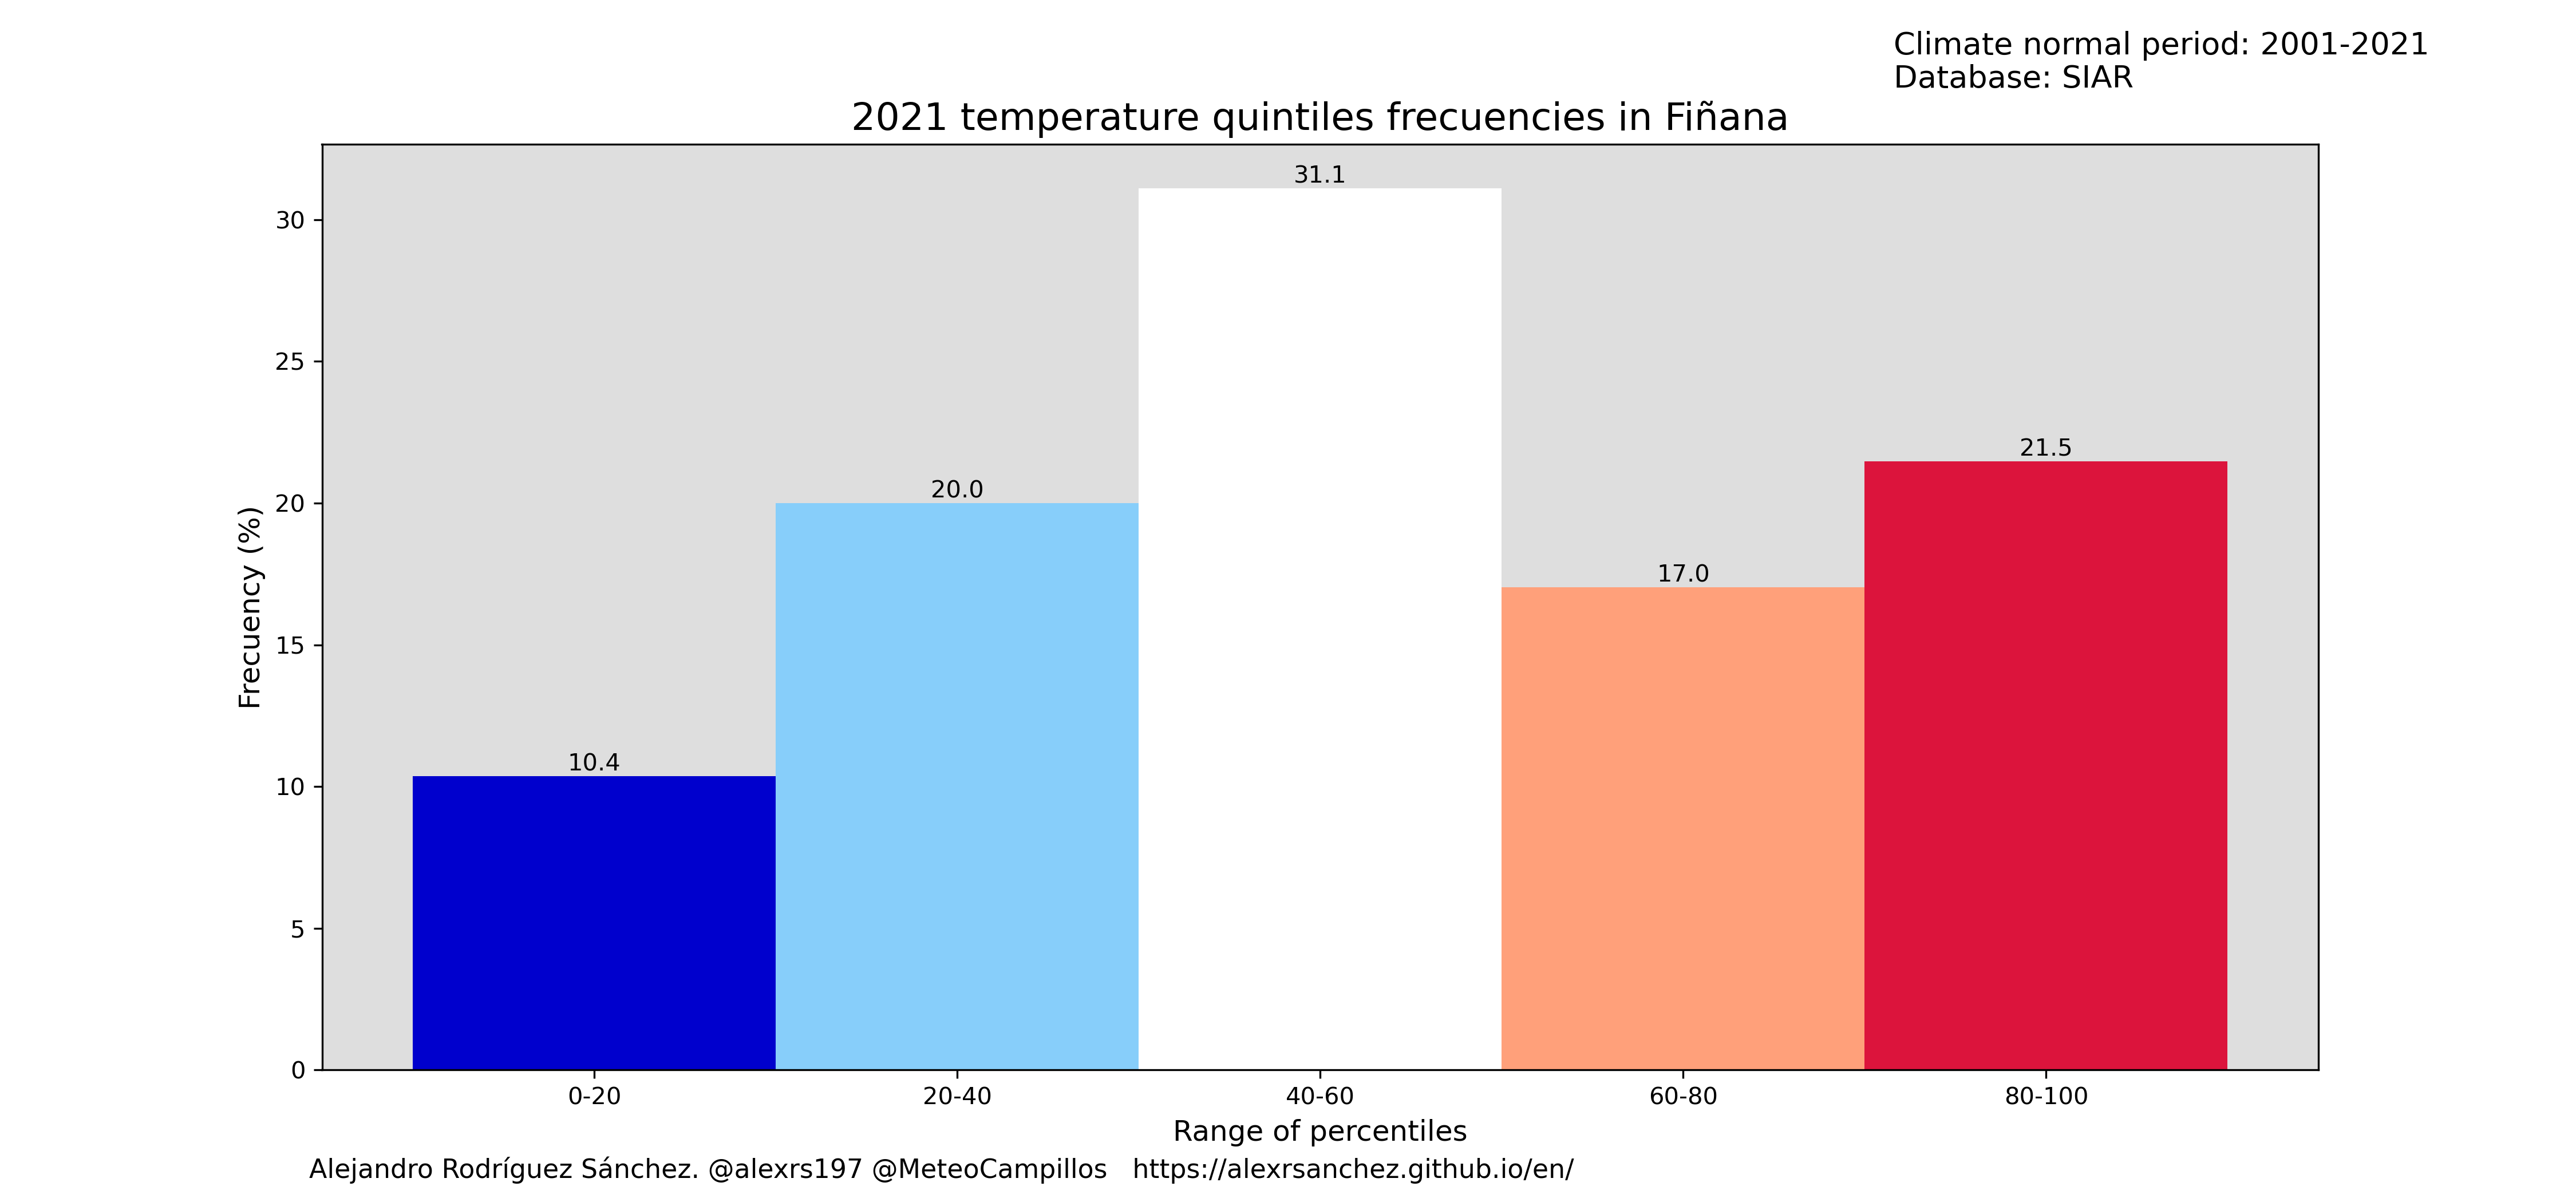 Climate normal period: 2001-2021
Database: SIAR
2021 temperature quintiles frecuencies in Fiñana
31.1
30
25
21.5
20.0
20
17.0
Frecuency (%)
15
10.4
10
5
0
0-20 20-40 40-60 60-80 80-100
Range of percentiles
Alejandro Rodríguez Sánchez. @alexrs197 @MeteoCampillos https://alexrsanchez.github.io/en/